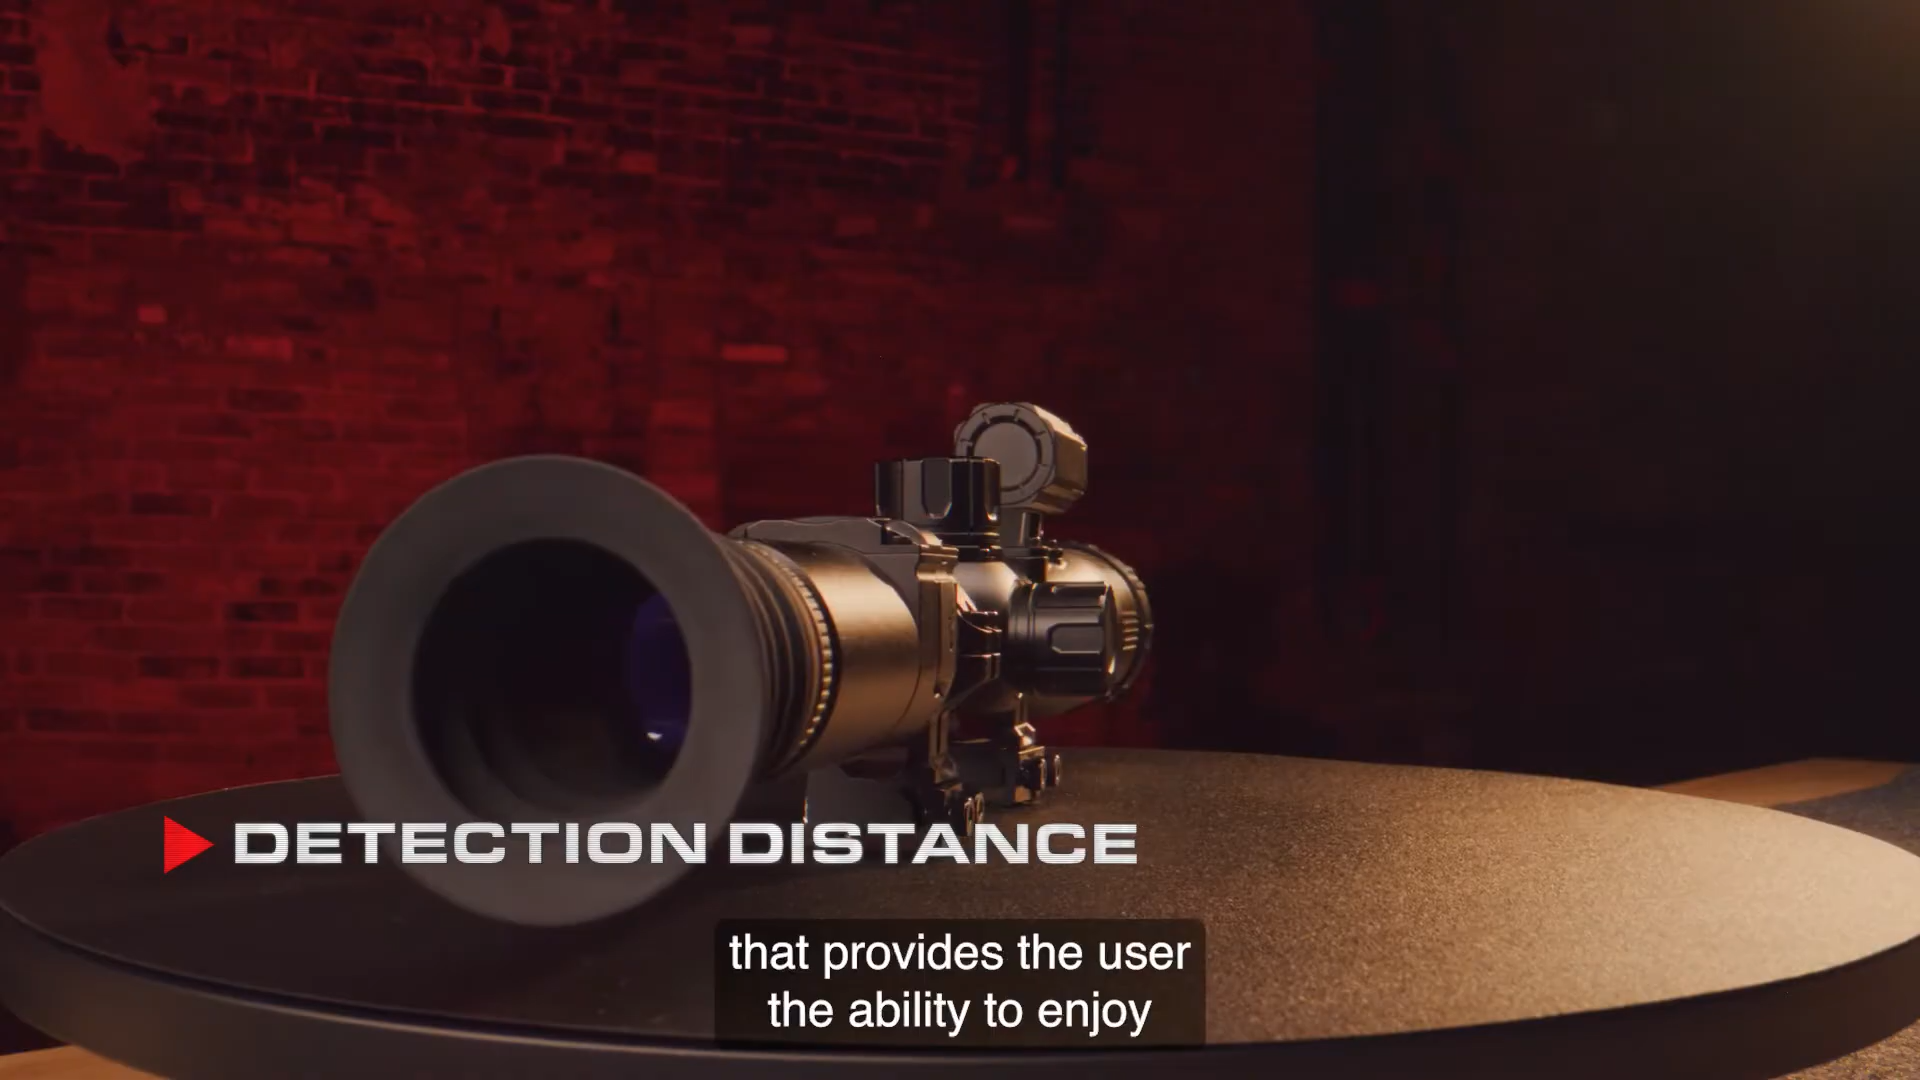 DETECTION DISTANCE
that provides the user
the ability to enjoy